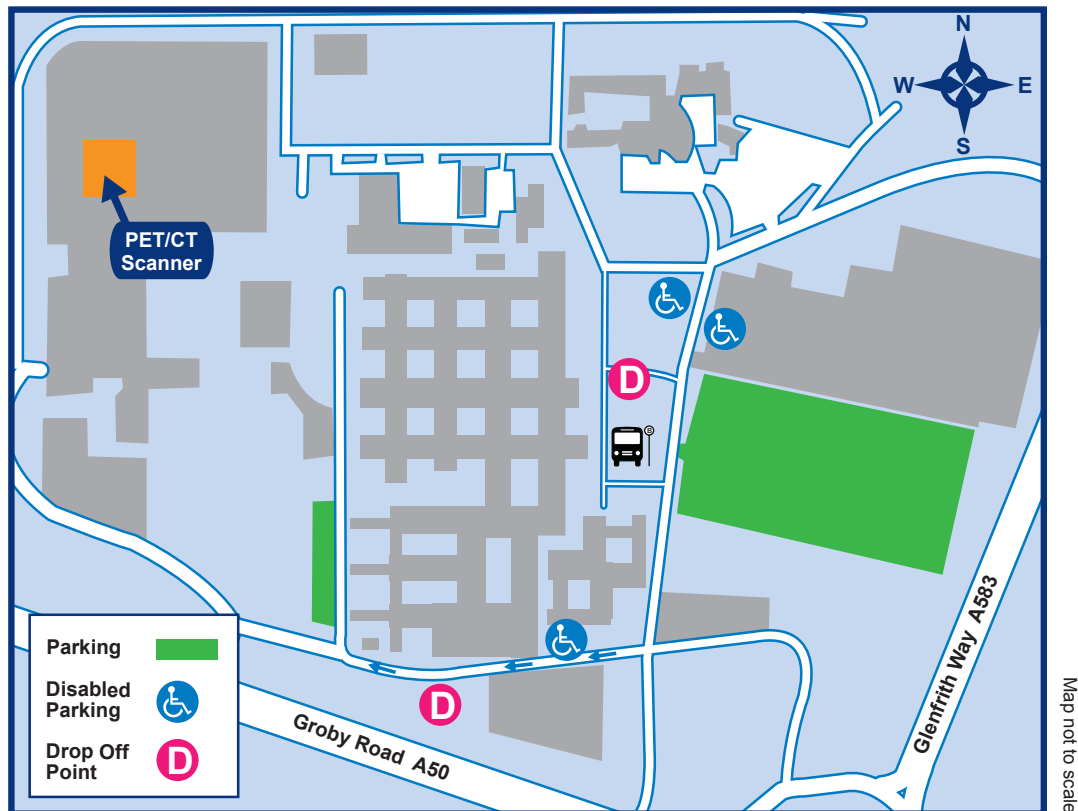 N
W
E
S
PET/CT
Scanner
D
B
D
Parking
Disabled
Parking
Drop Off
Point
D
Groby Road A50
Glenfrith Way A583
Map not to scale